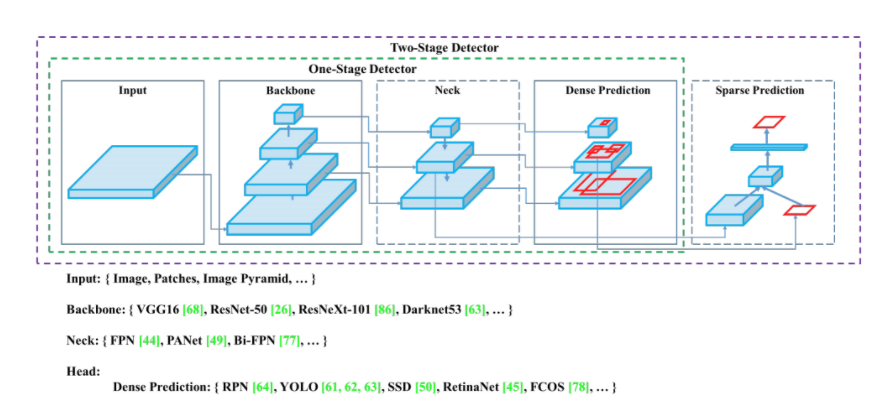 Two-Stage Detector
One-Stage Detector
Input
Backbone
Neck
Dense Prediction
Sparse Prediction
Input: { Image, Patches, Image Pyramid, … }
Backbone: { VGG16 [68], ResNet-50 [26], ResNeXt-101 [86], Darknet53 [63], … }
Neck: { FPN [44], PANet [49], Bi-FPN [77], … }
Head:
Dense Prediction: { RPN [64], YOLO [61, 62, 63], SSD [50], RetinaNet [45], FCOS [78], … }